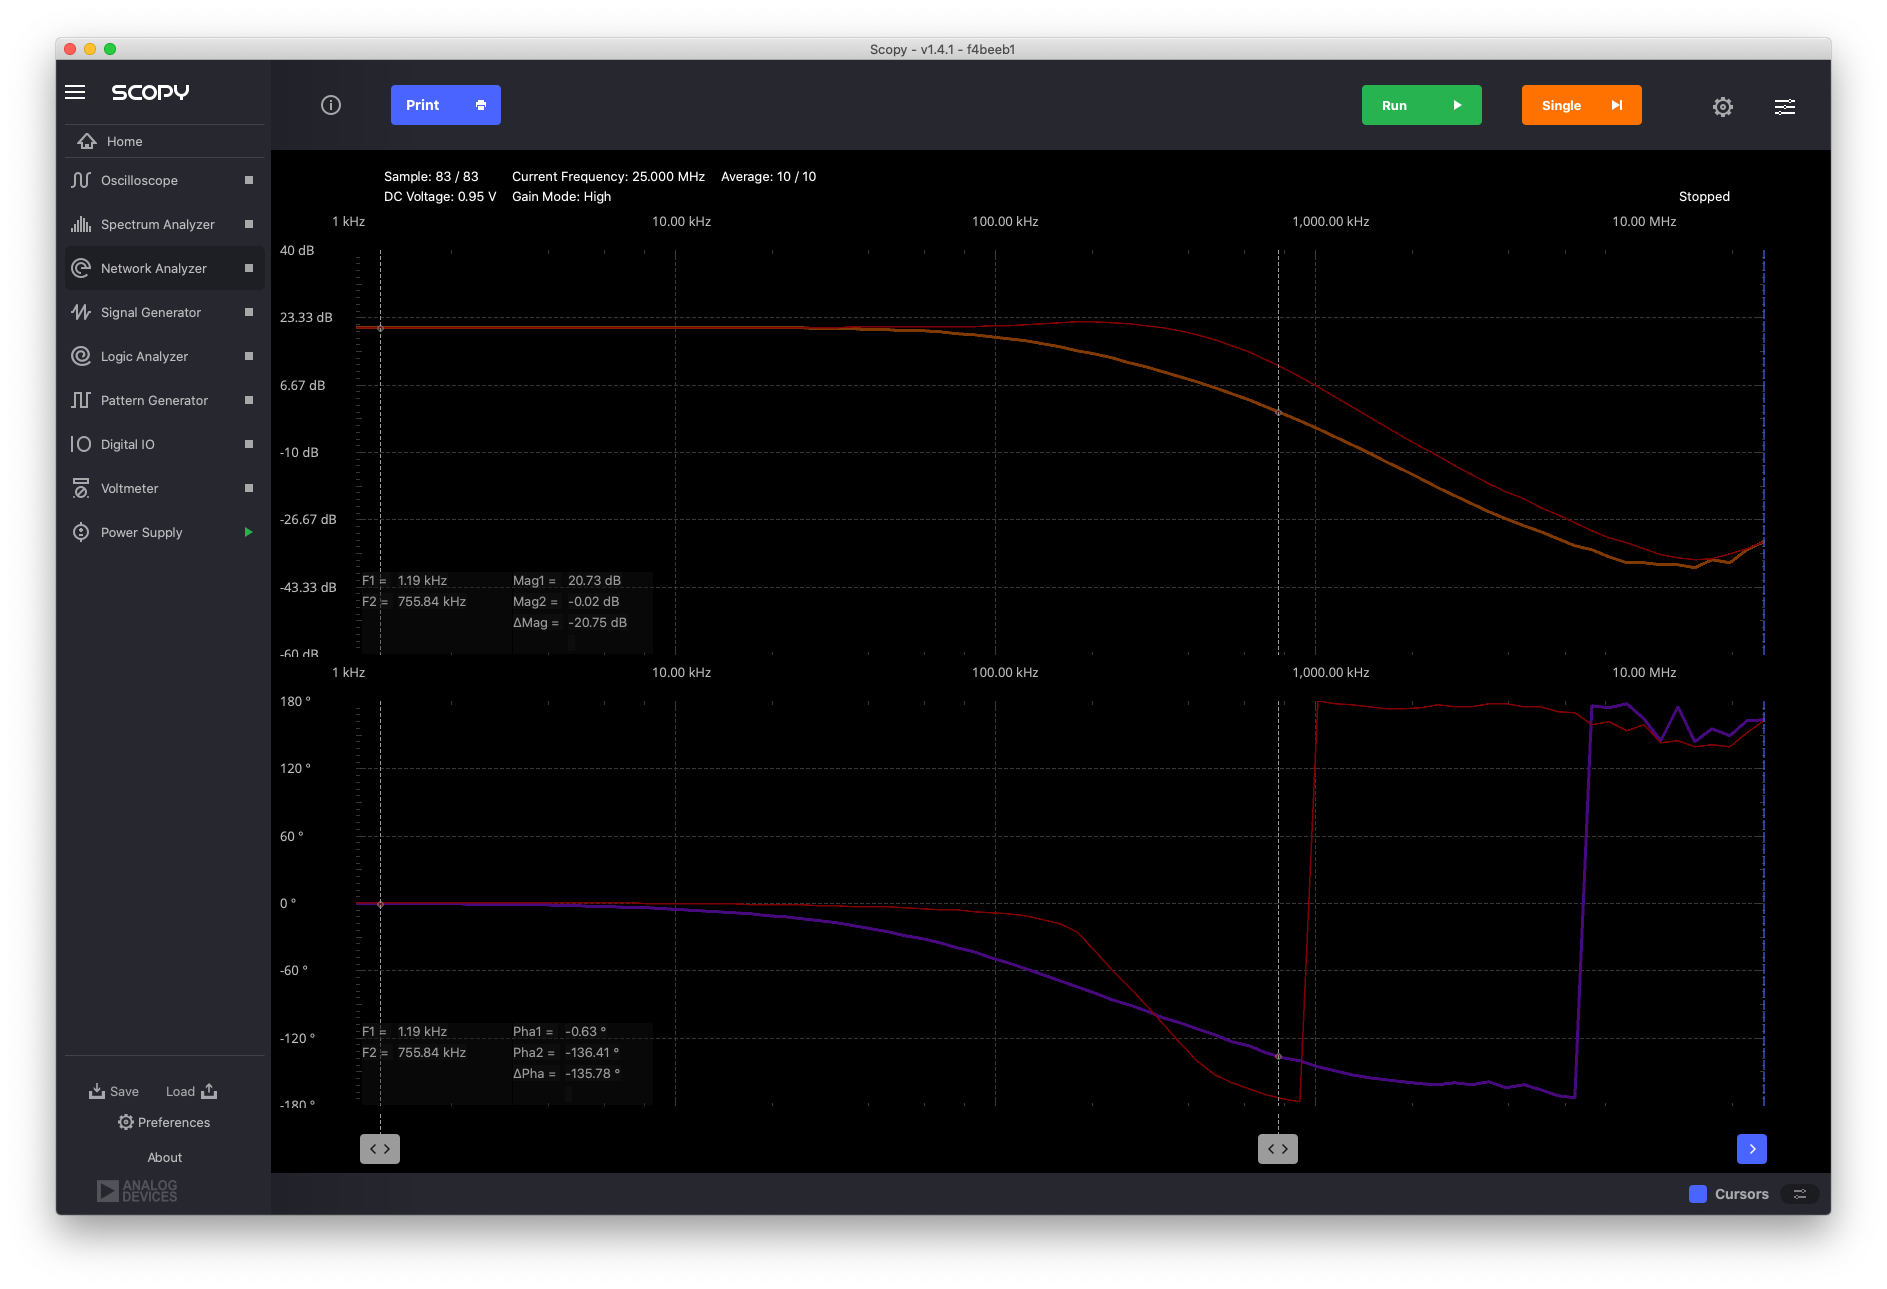 Scopy - v1.4.1 - f4beeb1
SCOPY
Print
Run
Single
Home
Oscilloscope
Spectrum Analyzer
Network Analyzer
Signal Generator
Logic Analyzer
Pattern Generator
Digital IO
Voltmeter
Power Supply
Save
Load
Preferences
About
ANALOG
DEVICES
Sample: 83 / 83 Current Frequency: 25.000 MHz Average: 10 / 10
DC Voltage: 0.95 V Gain Mode: High
Stopped
1 kHz 10.00 kHz 100.00 kHz 1,000.00 kHz 10.00 MHz
40 dB
23.33 dB
6.67 dB
-10 dB
-26.67 dB
-43.33 dB
-60 dB
F1 = 1.19 kHz Mag1 = 20.73 dB
F2 = 755.84 kHz Mag2 = -0.02 dB
ΔMag = -20.75 dB
1 kHz 10.00 kHz 100.00 kHz 1,000.00 kHz 10.00 MHz
180 °
120 °
60 °
0 °
-60 °
-120 °
-180 °
F1 = 1.19 kHz Pha1 = -0.63 °
F2 = 755.84 kHz Pha2 = -136.41 °
ΔPha = -135.78 °
Cursors